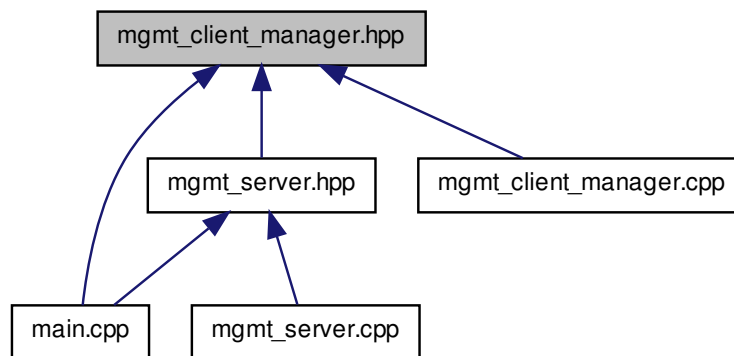 mgmt_client_manager.hpp
mgmt_server.hpp
mgmt_client_manager.cpp
main.cpp
mgmt_server.cpp